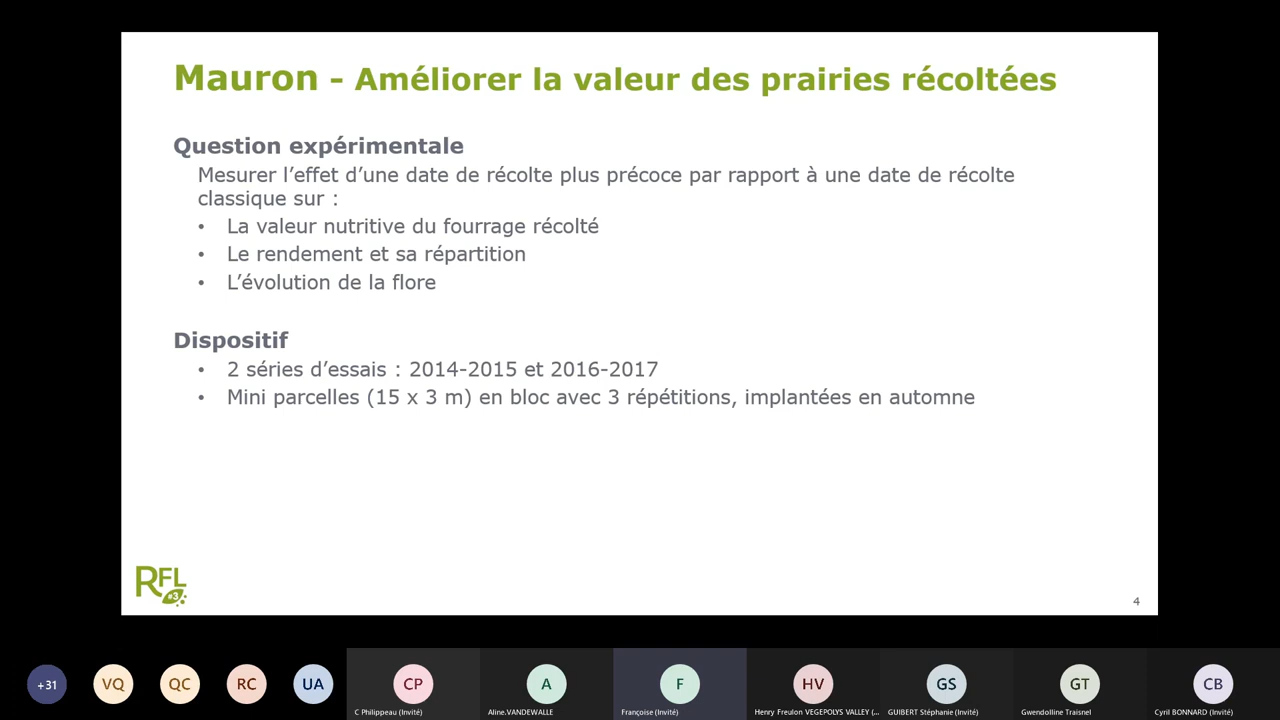 Mauron - Améliorer la valeur des prairies récoltées
Question expérimentale
Mesurer l’effet d’une date de récolte plus précoce par rapport à une date de récolte
classique sur :
• La valeur nutritive du fourrage récolté
• Le rendement et sa répartition
• L’évolution de la flore
Dispositif
• 2 séries d’essais : 2014-2015 et 2016-2017
• Mini parcelles (15 x 3 m) en bloc avec 3 répétitions, implantées en automne
RFL
#3
4
+31
VQ
QC
RC
UA
CP
A
F
HV
GS
GT
CB
C Philippeau (Invité)
Aline.VANDEWALLE
Françoise (Invité)
Henry Freulon VEGEPOLYS VALLEY (...
GUIBERT Stéphanie (Invité)
Gwendolline Traisnel
Cyril BONNARD (Invité)